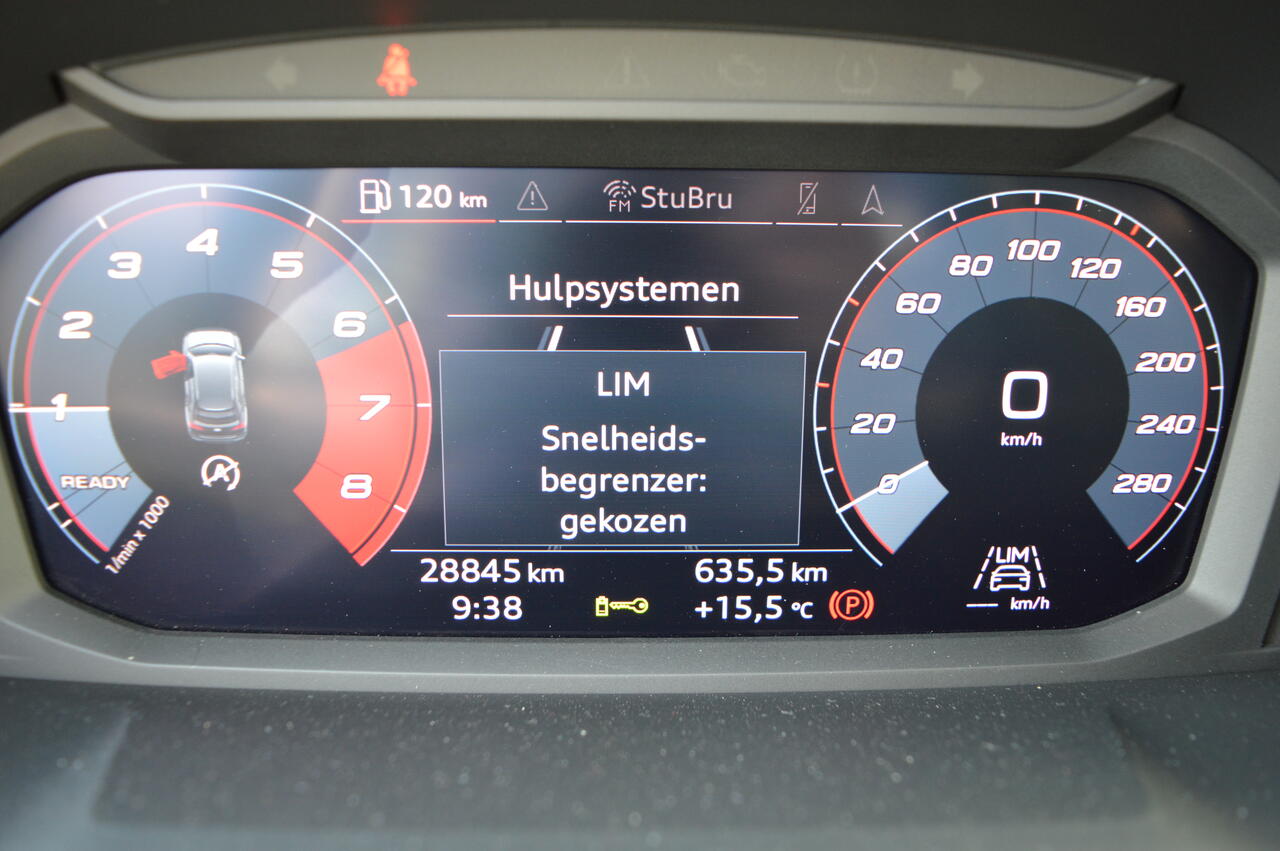 120 km
FM StuBru
Hulpsystemen
LIM
Snelheids-
begrenzer:
gekozen
28845 km
635,5 km
9:38
+15,5 °C
P
READY
1
2
3
4
5
6
7
8
1/min x 1000
A
0
20
40
60
80
100
120
160
200
240
280
0
km/h
LIM
--- km/h